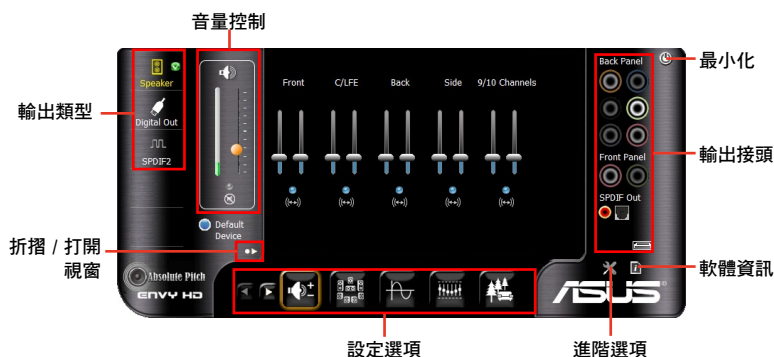 音量控制
Back Panel
最小化
Speaker
Front
C/LFE
Back
Side
9/10 Channels
輸出類型
Digital Out
SPDIF2
Front Panel
輸出接頭
SPDIF Out
Default
Device
折摺 / 打開
視窗
Absolute Pitch
ENVY HD
ASUS
軟體資訊
設定選項
進階選項